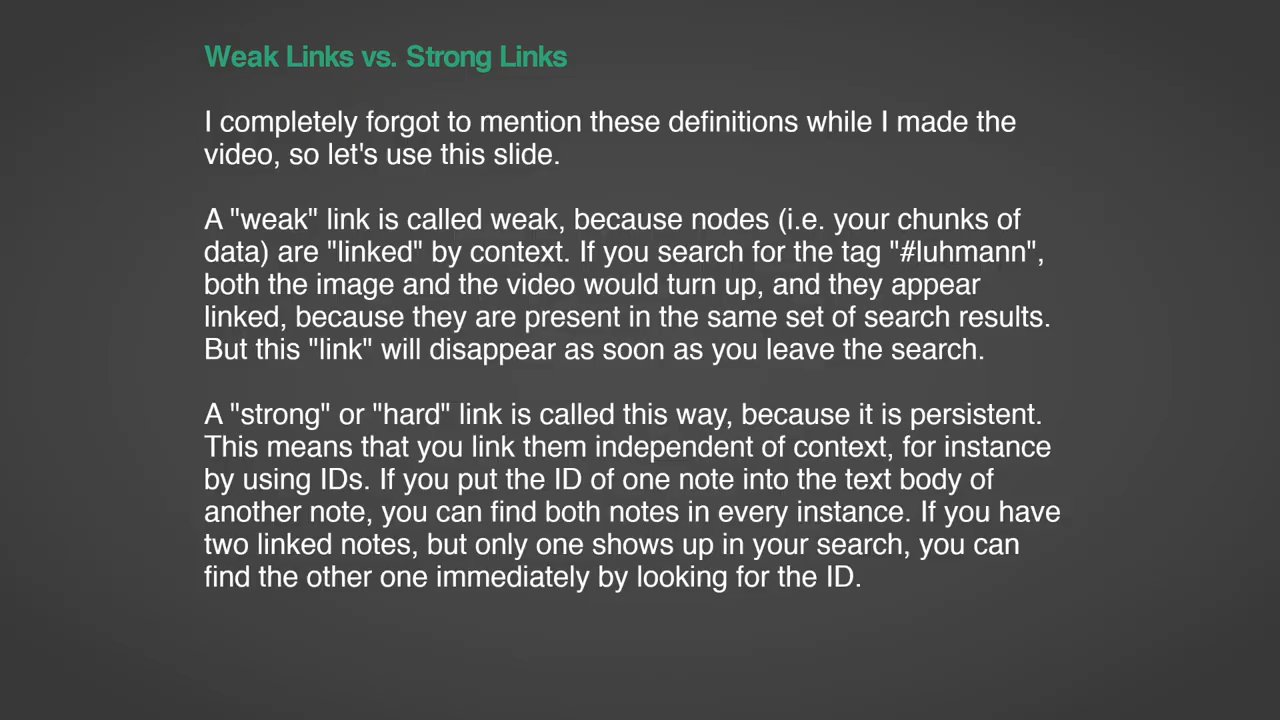 Weak Links vs. Strong Links
I completely forgot to mention these definitions while I made the
video, so let's use this slide.
A "weak" link is called weak, because nodes (i.e. your chunks of
data) are "linked" by context. If you search for the tag "#luhmann",
both the image and the video would turn up, and they appear
linked, because they are present in the same set of search results.
But this "link" will disappear as soon as you leave the search.
A "strong" or "hard" link is called this way, because it is persistent.
This means that you link them independent of context, for instance
by using IDs. If you put the ID of one note into the text body of
another note, you can find both notes in every instance. If you have
two linked notes, but only one shows up in your search, you can
find the other one immediately by looking for the ID.